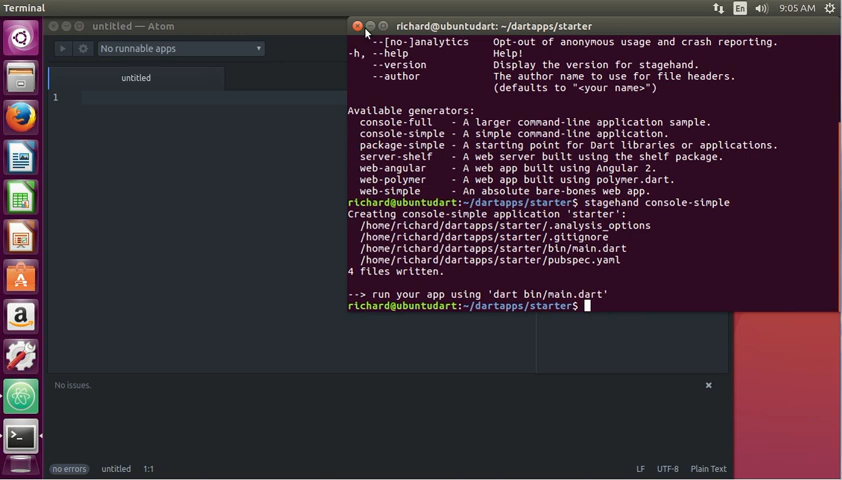 Terminal
En
9:05 AM
untitled — Atom
No runnable apps
untitled
1
richard@ubuntudart: ~/dartapps/starter
--[no-]analytics Opt-out of anonymous usage and crash reporting.
-h, --help Help!
--version Display the version for stagehand.
--author The author name to use for file headers.
(defaults to "<your name>")
Available generators:
console-full - A larger command-line application sample.
console-simple - A simple command-line application.
package-simple - A starting point for Dart libraries or applications.
server-shelf - A web server built using the shelf package.
web-angular - A web app built using Angular 2.
web-polymer - A web app built using polymer.dart.
web-simple - An absolute bare-bones web app.
richard@ubuntudart:~/dartapps/starter$ stagehand console-simple
Creating console-simple application 'starter':
/home/richard/dartapps/starter/.analysis_options
/home/richard/dartapps/starter/.gitignore
/home/richard/dartapps/starter/bin/main.dart
/home/richard/dartapps/starter/pubspec.yaml
4 files written.
--> run your app using 'dart bin/main.dart'
richard@ubuntudart:~/dartapps/starter$
No issues.
no errors untitled 1:1 LF UTF-8 Plain Text